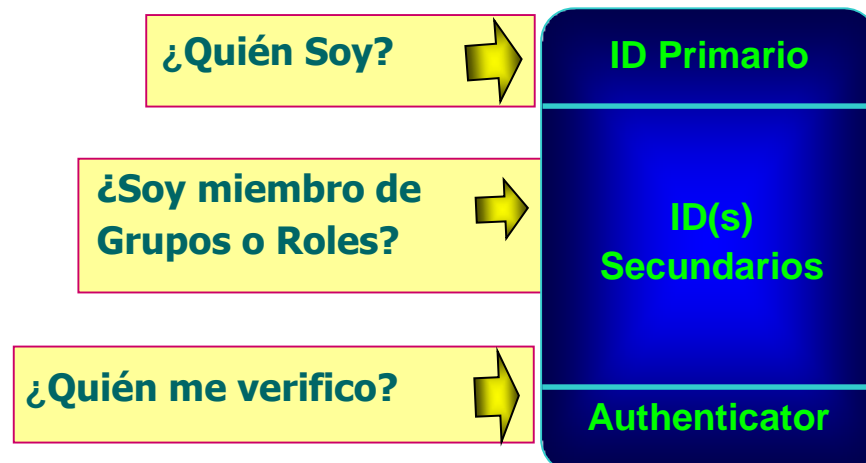 ¿Quién Soy?
ID Primario
¿Soy miembro de
Grupos o Roles?
ID(s)
Secundarios
¿Quién me verifico?
Authenticator